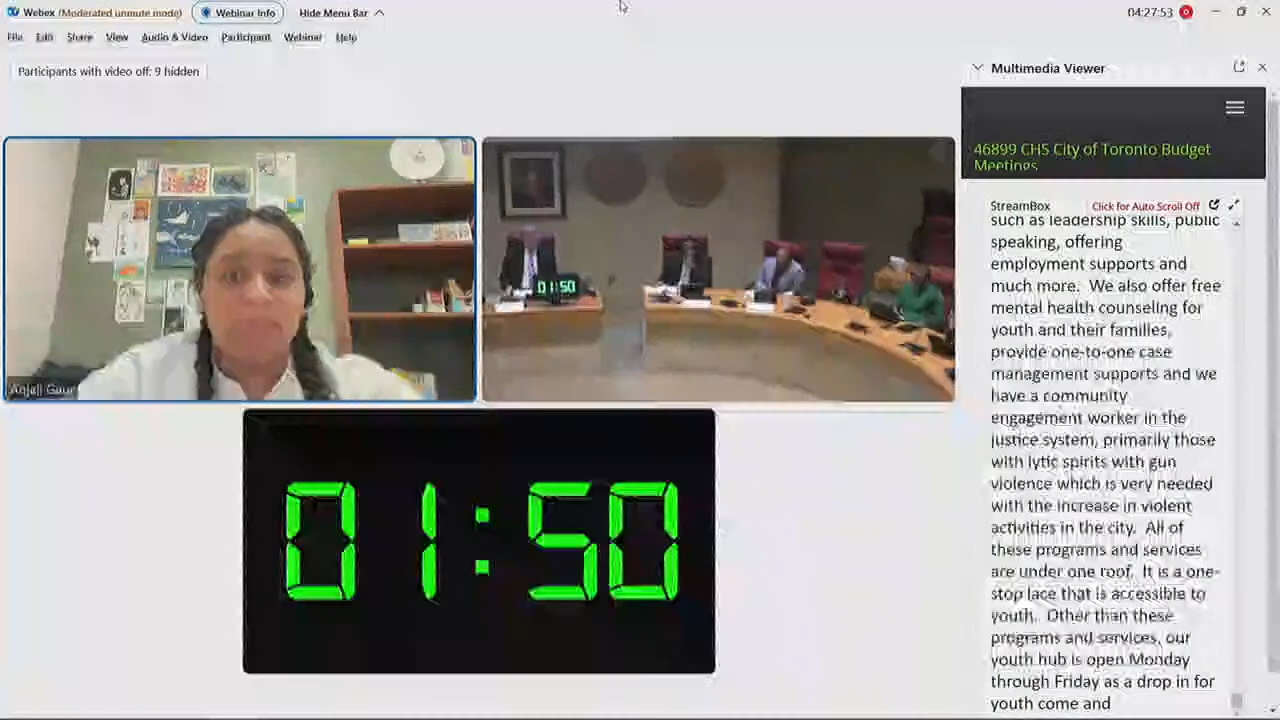 Webex (Moderated unmute mode)
Webinar Info
Hide Menu Bar
04:27:53
File Edit Share View Audio & Video Participant Webinar Help
Participants with video off: 9 hidden
Multimedia Viewer
46899 CHS City of Toronto Budget
Meetings
StreamBox
Click for Auto Scroll Off
such as leadership skills, public
speaking, offering
employment supports and
much more. We also offer free
mental health counseling for
youth and their families,
provide one-to-one case
management supports and we
have a community
engagement worker in the
justice system, primarily those
with lytic spirits with gun
violence which is very needed
with the increase in violent
activities in the city. All of
these programs and services
are under one roof. It is a one-
stop lace that is accessible to
youth. Other than these
programs and services, our
youth hub is open Monday
through Friday as a drop in for
youth come and
01:50
Anjali Gaur
01:50